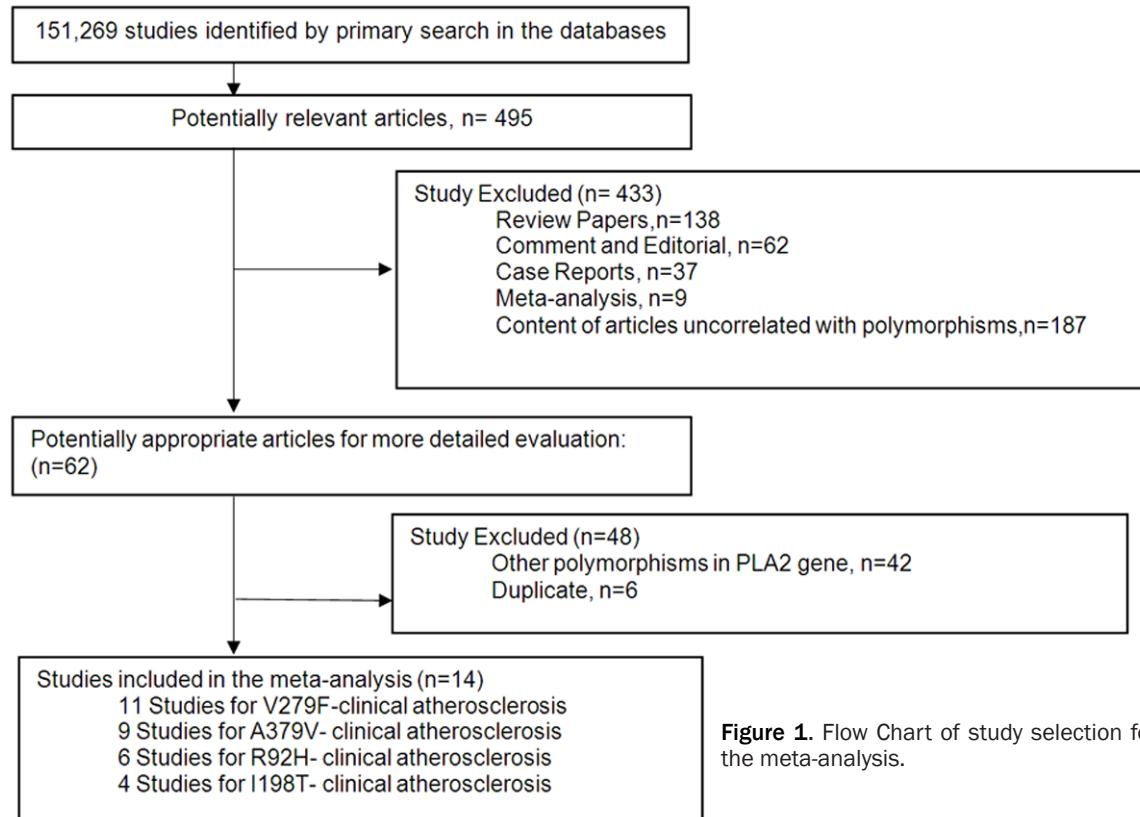 151,269 studies identified by primary search in the databases
Potentially relevant articles, n= 495
Study Excluded (n= 433)
Review Papers,n=138
Comment and Editorial, n=62
Case Reports, n=37
Meta-analysis, n=9
Content of articles uncorrelated with polymorphisms,n=187
Potentially appropriate articles for more detailed evaluation:
(n=62)
Study Excluded (n=48)
Other polymorphisms in PLA2 gene, n=42
Duplicate, n=6
Studies included in the meta-analysis (n=14)
11 Studies for V279F-clinical atherosclerosis
9 Studies for A379V- clinical atherosclerosis
6 Studies for R92H- clinical atherosclerosis
4 Studies for I198T- clinical atherosclerosis
Figure 1. Flow Chart of study selection
the meta-analysis.